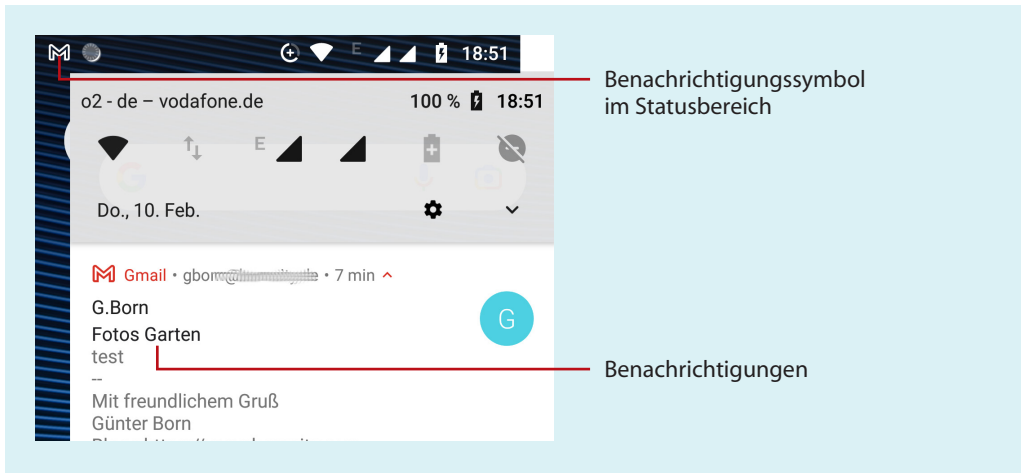 E 18:51
Benachrichtigungssymbol
im Statusbereich
o2 - de – vodafone.de 100 % 18:51
E
Do., 10. Feb.
Gmail • gborn • 7 min
G.Born
G
Fotos Garten
test
--
Benachrichtigungen
Mit freundlichem Gruß
Günter Born